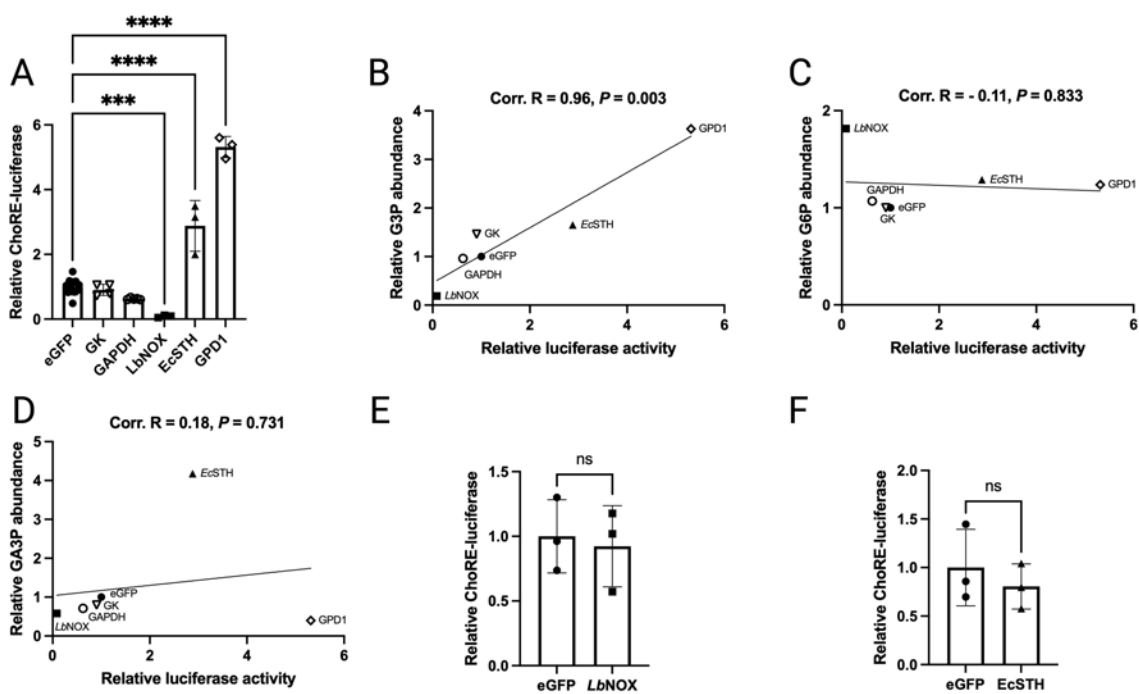 A
****
****
***
Relative ChoRE-luciferase
6
4
2
0
eGFP
GK
GAPDH
LbNOX
EcSTH
GPD1
B
Corr. R = 0.96, P = 0.003
Relative G3P abundance
4
3
2
1
0
GPD1
EcSTH
GK
eGFP
GAPDH
LbNOX
0 2 4 6
Relative luciferase activity
C
Corr. R = - 0.11, P = 0.833
Relative G6P abundance
2
1
0
LbNOX
EcSTH
GPD1
GAPDH
eGFP
GK
0 2 4 6
Relative luciferase activity
D
Corr. R = 0.18, P = 0.731
Relative GA3P abundance
5
4
3
2
1
0
EcSTH
eGFP
GK
GAPDH
LbNOX
GPD1
0 2 4 6
Relative luciferase activity
E
ns
Relative ChoRE-luciferase
1.5
1.0
0.5
0.0
eGFP LbNOX
F
ns
Relative ChoRE-luciferase
2.0
1.5
1.0
0.5
0.0
eGFP EcSTH